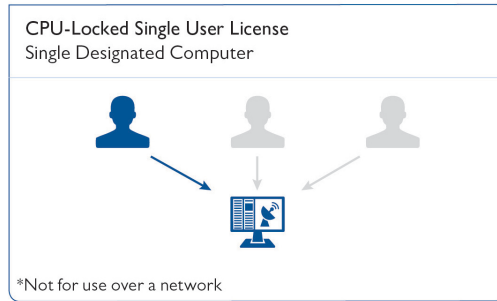 CPU-Locked Single User License
Single Designated Computer
*Not for use over a network